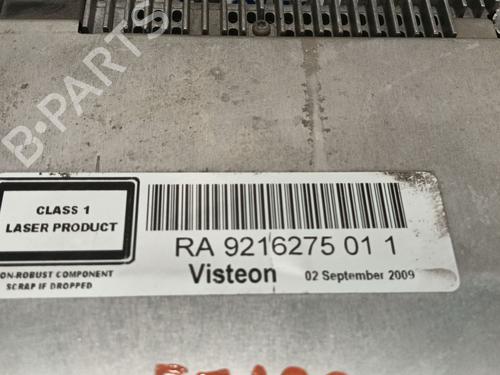 B-PARTS
CLASS 1
LASER PRODUCT
RA 9216275 01 1
ON-ROBUST COMPONENT
SCRAP IF DROPPED
Visteon
02 September 2009